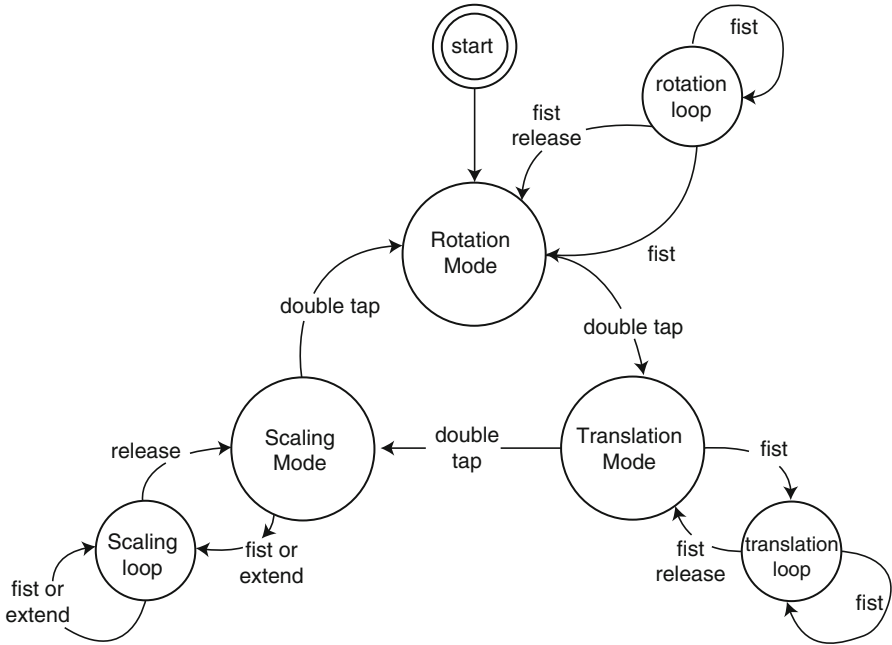 start
fist
rotation
loop
fist
release
Rotation
Mode
fist
double tap
double tap
Scaling
Mode
double
tap
Translation
Mode
release
fist
Scaling
loop
fist or
extend
fist or
extend
fist
release
translation
loop
fist